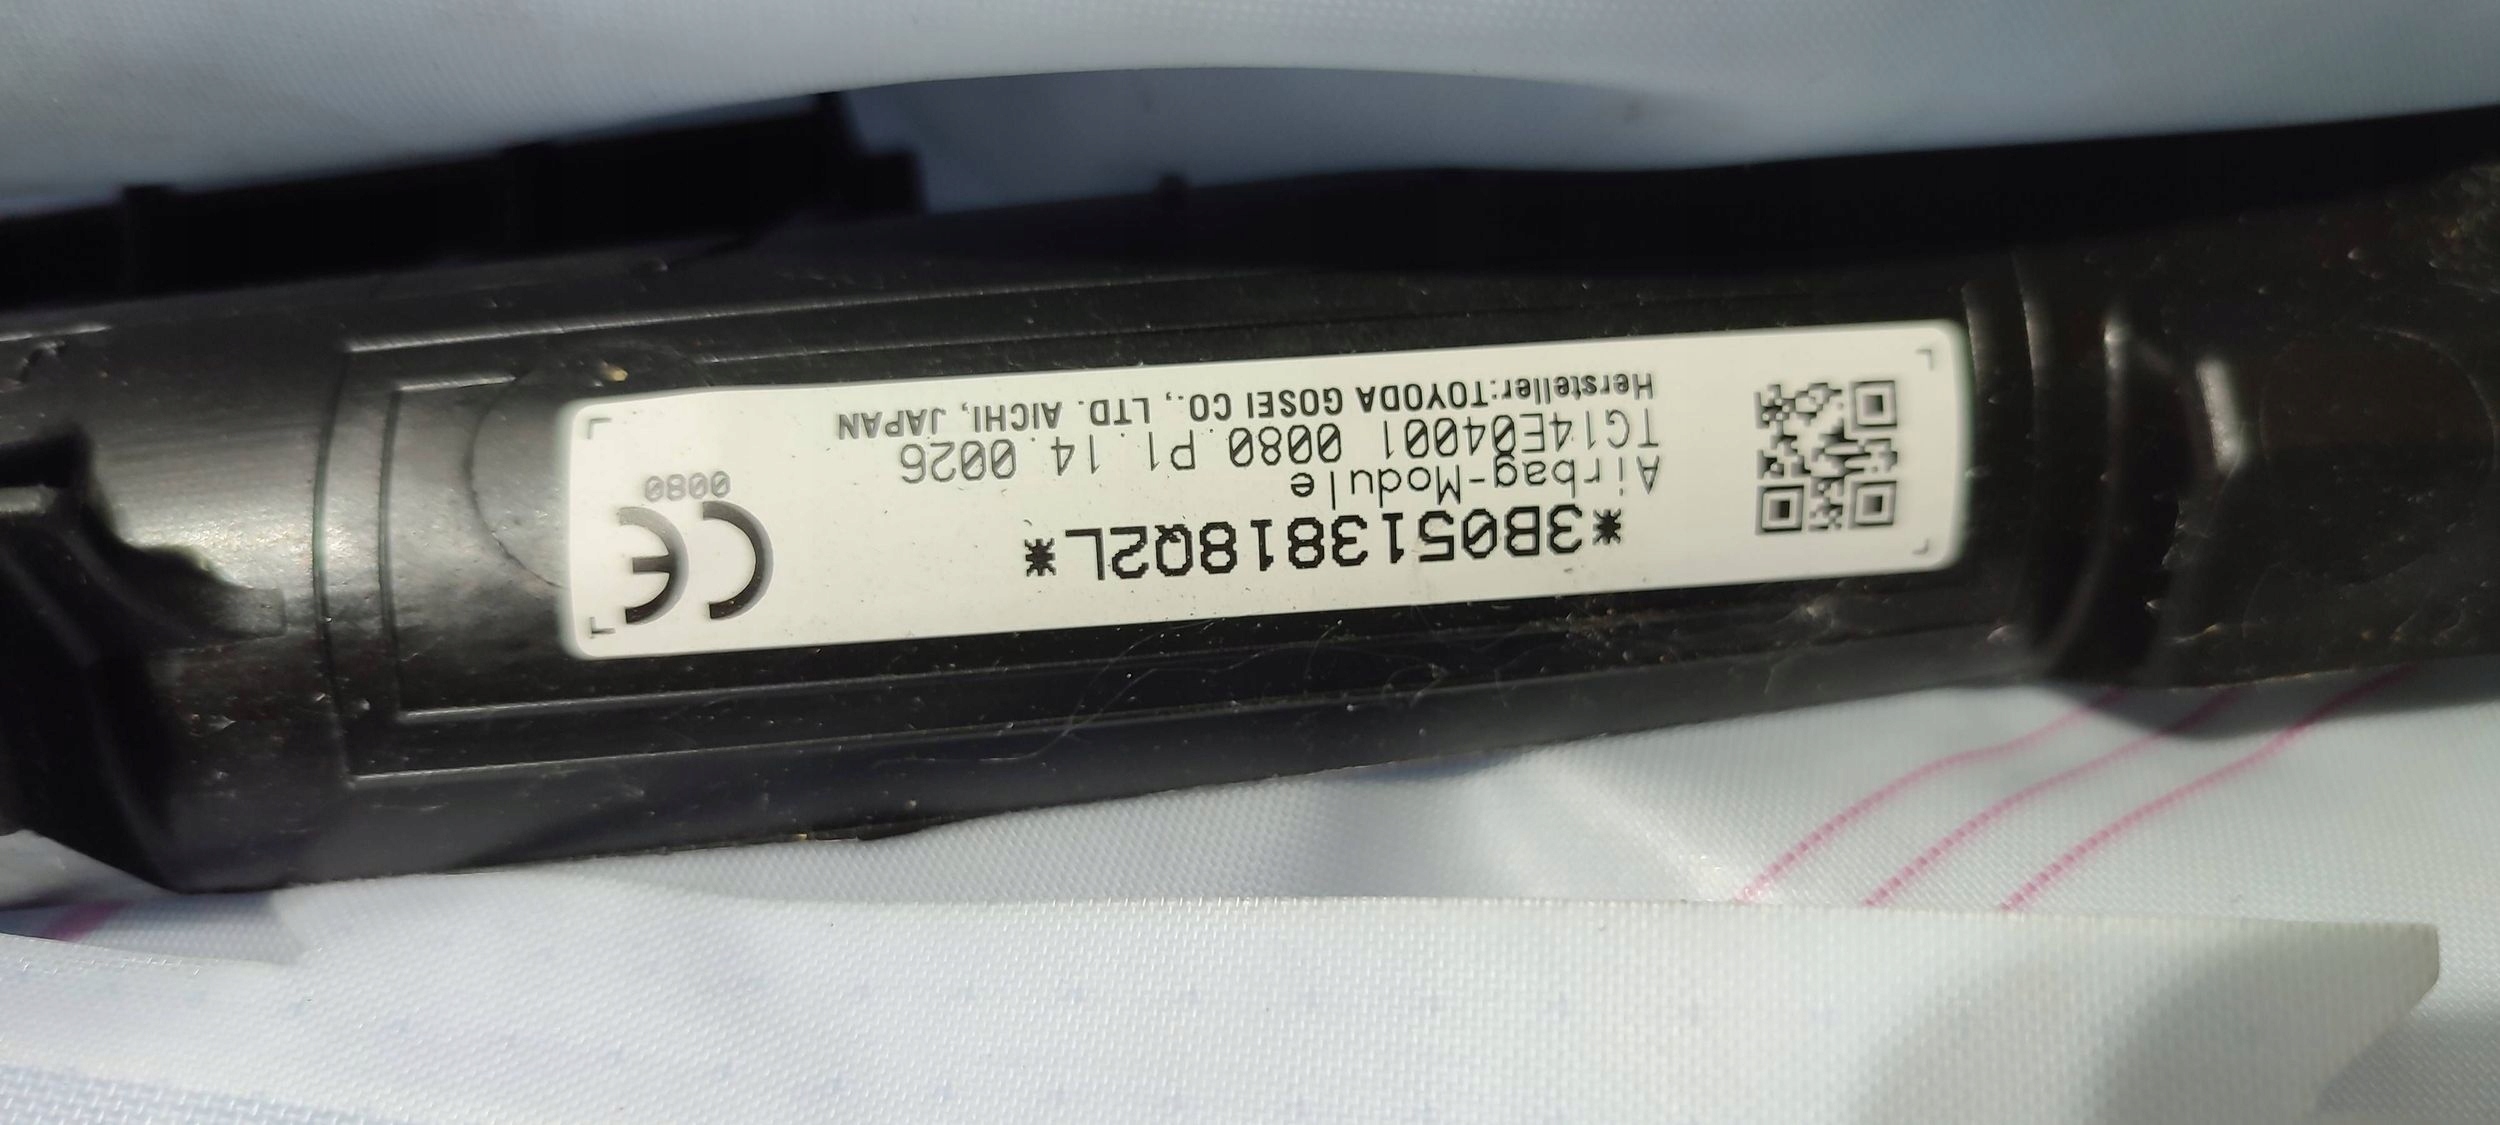 *3B0513818Q2L*
Airbag-Module
TG14E04001 0080.P1.14.0026
Hersteller:TOYODA GOSEI CO., LTD. AICHI, JAPAN
CE
0080